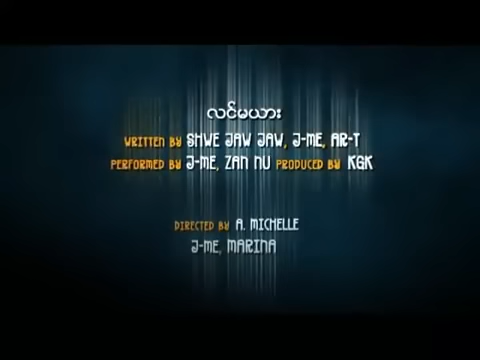 လင်မယား
WRITTEN BY SHWE JAW JAW, J-ME, AR-T
PERFORMED BY J-ME, ZAN NU PRODUCED BY KGK
DIRECTED BY A. MICHELLE
J-ME, MARINA